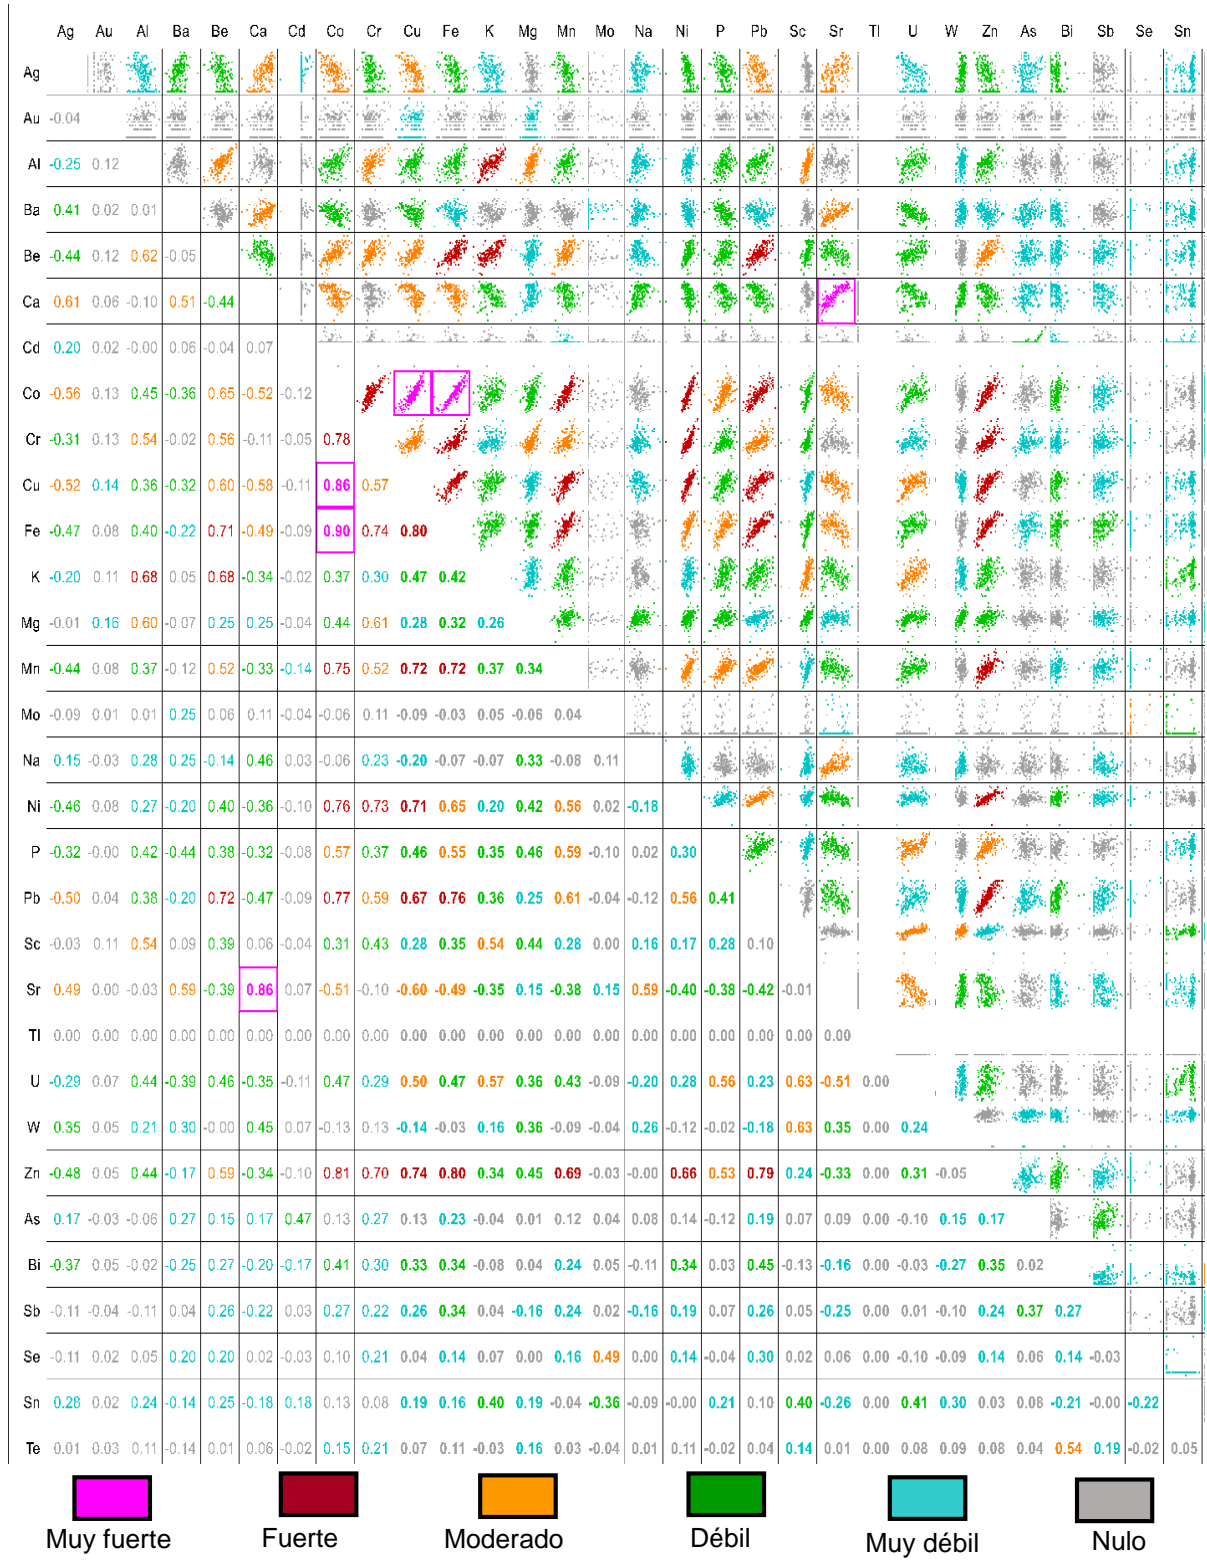 Ag Au Al Ba Be Ca Cd Co Cr Cu Fe K Mg Mn Mo Na Ni P Pb Sc Sr Tl U W Zn As Bi Sb Se Sn
Ag
Au -0.04
Al -0.25 0.12
Ba 0.41 0.02 0.01
Be -0.44 0.12 0.62 -0.05
Ca 0.61 0.06 -0.10 0.51 -0.44
Cd 0.20 0.02 -0.00 0.06 -0.04 0.07
Co -0.56 0.13 0.45 -0.36 0.65 -0.52 -0.12
Cr -0.31 0.13 0.54 -0.02 0.56 -0.11 -0.05 0.78
Cu -0.52 0.14 0.36 -0.32 0.60 -0.58 -0.11 0.86 0.57
Fe -0.47 0.08 0.40 -0.22 0.71 -0.49 -0.09 0.90 0.74 0.80
K -0.20 0.11 0.68 0.05 0.68 -0.34 -0.02 0.37 0.30 0.47 0.42
Mg -0.01 0.16 0.60 -0.07 0.25 0.25 -0.04 0.44 0.61 0.28 0.32 0.26
Mn -0.44 0.08 0.37 -0.12 0.52 -0.33 -0.14 0.75 0.52 0.72 0.72 0.37 0.34
Mo -0.09 0.01 0.01 0.25 0.06 0.11 -0.04 -0.06 0.11 -0.09 -0.03 0.05 -0.06 0.04
Na 0.15 -0.03 0.28 0.25 -0.14 0.46 0.03 -0.06 0.23 -0.20 -0.07 -0.07 0.33 -0.08 0.11
Ni -0.46 0.08 0.27 -0.20 0.40 -0.36 -0.10 0.76 0.73 0.71 0.65 0.20 0.42 0.56 0.02 -0.18
P -0.32 -0.00 0.42 -0.44 0.38 -0.32 -0.08 0.57 0.37 0.46 0.55 0.35 0.46 0.59 -0.10 0.02 0.30
Pb -0.50 0.04 0.38 -0.20 0.72 -0.47 -0.09 0.77 0.59 0.67 0.76 0.36 0.25 0.61 -0.04 -0.12 0.56 0.41
Sc -0.03 0.11 0.54 0.09 0.39 0.06 -0.04 0.31 0.43 0.28 0.35 0.54 0.44 0.28 0.00 0.16 0.17 0.28 0.10
Sr 0.49 0.00 -0.03 0.59 -0.39 0.86 0.07 -0.51 -0.10 -0.60 -0.49 -0.35 0.15 -0.38 0.15 0.59 -0.40 -0.38 -0.42 -0.01
Tl 0.00 0.00 0.00 0.00 0.00 0.00 0.00 0.00 0.00 0.00 0.00 0.00 0.00 0.00 0.00 0.00 0.00 0.00 0.00 0.00 0.00
U -0.29 0.07 0.44 -0.39 0.46 -0.35 -0.11 0.47 0.29 0.50 0.47 0.57 0.36 0.43 -0.09 -0.20 0.28 0.56 0.23 0.63 -0.51 0.00
W 0.35 0.05 0.21 0.30 -0.00 0.45 0.07 -0.13 0.13 -0.14 -0.03 0.16 0.36 -0.09 -0.04 0.26 -0.12 -0.02 -0.18 0.63 0.35 0.00 0.24
Zn -0.48 0.05 0.44 -0.17 0.59 -0.34 -0.10 0.81 0.70 0.74 0.80 0.34 0.45 0.69 -0.03 -0.00 0.66 0.53 0.79 0.24 -0.33 0.00 0.31 -0.05
As 0.17 -0.03 -0.06 0.27 0.15 0.17 0.47 0.13 0.27 0.13 0.23 -0.04 0.01 0.12 0.04 0.08 0.14 -0.12 0.19 0.07 0.09 0.00 -0.10 0.15 0.17
Bi -0.37 0.05 -0.02 -0.25 0.27 -0.20 -0.17 0.41 0.30 0.33 0.34 -0.08 0.04 0.24 0.05 -0.11 0.34 0.03 0.45 -0.13 -0.16 0.00 -0.03 -0.27 0.35 0.02
Sb -0.11 -0.04 -0.11 0.04 0.26 -0.22 0.03 0.27 0.22 0.26 0.34 0.04 -0.16 0.24 0.02 -0.16 0.19 0.07 0.26 0.05 -0.25 0.00 0.01 -0.10 0.24 0.37 0.27
Se -0.11 0.02 0.05 0.20 0.20 0.02 -0.03 0.10 0.21 0.04 0.14 0.07 0.00 0.16 0.49 0.00 0.14 -0.04 0.30 0.02 0.06 0.00 -0.10 -0.09 0.14 0.06 0.14 -0.03
Sn 0.28 0.02 0.24 -0.14 0.25 -0.18 0.18 0.13 0.08 0.19 0.16 0.40 0.19 -0.04 -0.36 -0.09 -0.00 0.21 0.10 0.40 -0.26 0.00 0.41 0.30 0.03 0.08 -0.21 -0.00 -0.22
Te 0.01 0.03 0.11 -0.14 0.01 0.06 -0.02 0.15 0.21 0.07 0.11 -0.03 0.16 0.03 -0.04 0.01 0.11 -0.02 0.04 0.14 0.01 0.00 0.08 0.09 0.08 0.04 0.54 0.19 -0.02 0.05
Muy fuerte Fuerte Moderado Débil Muy débil Nulo